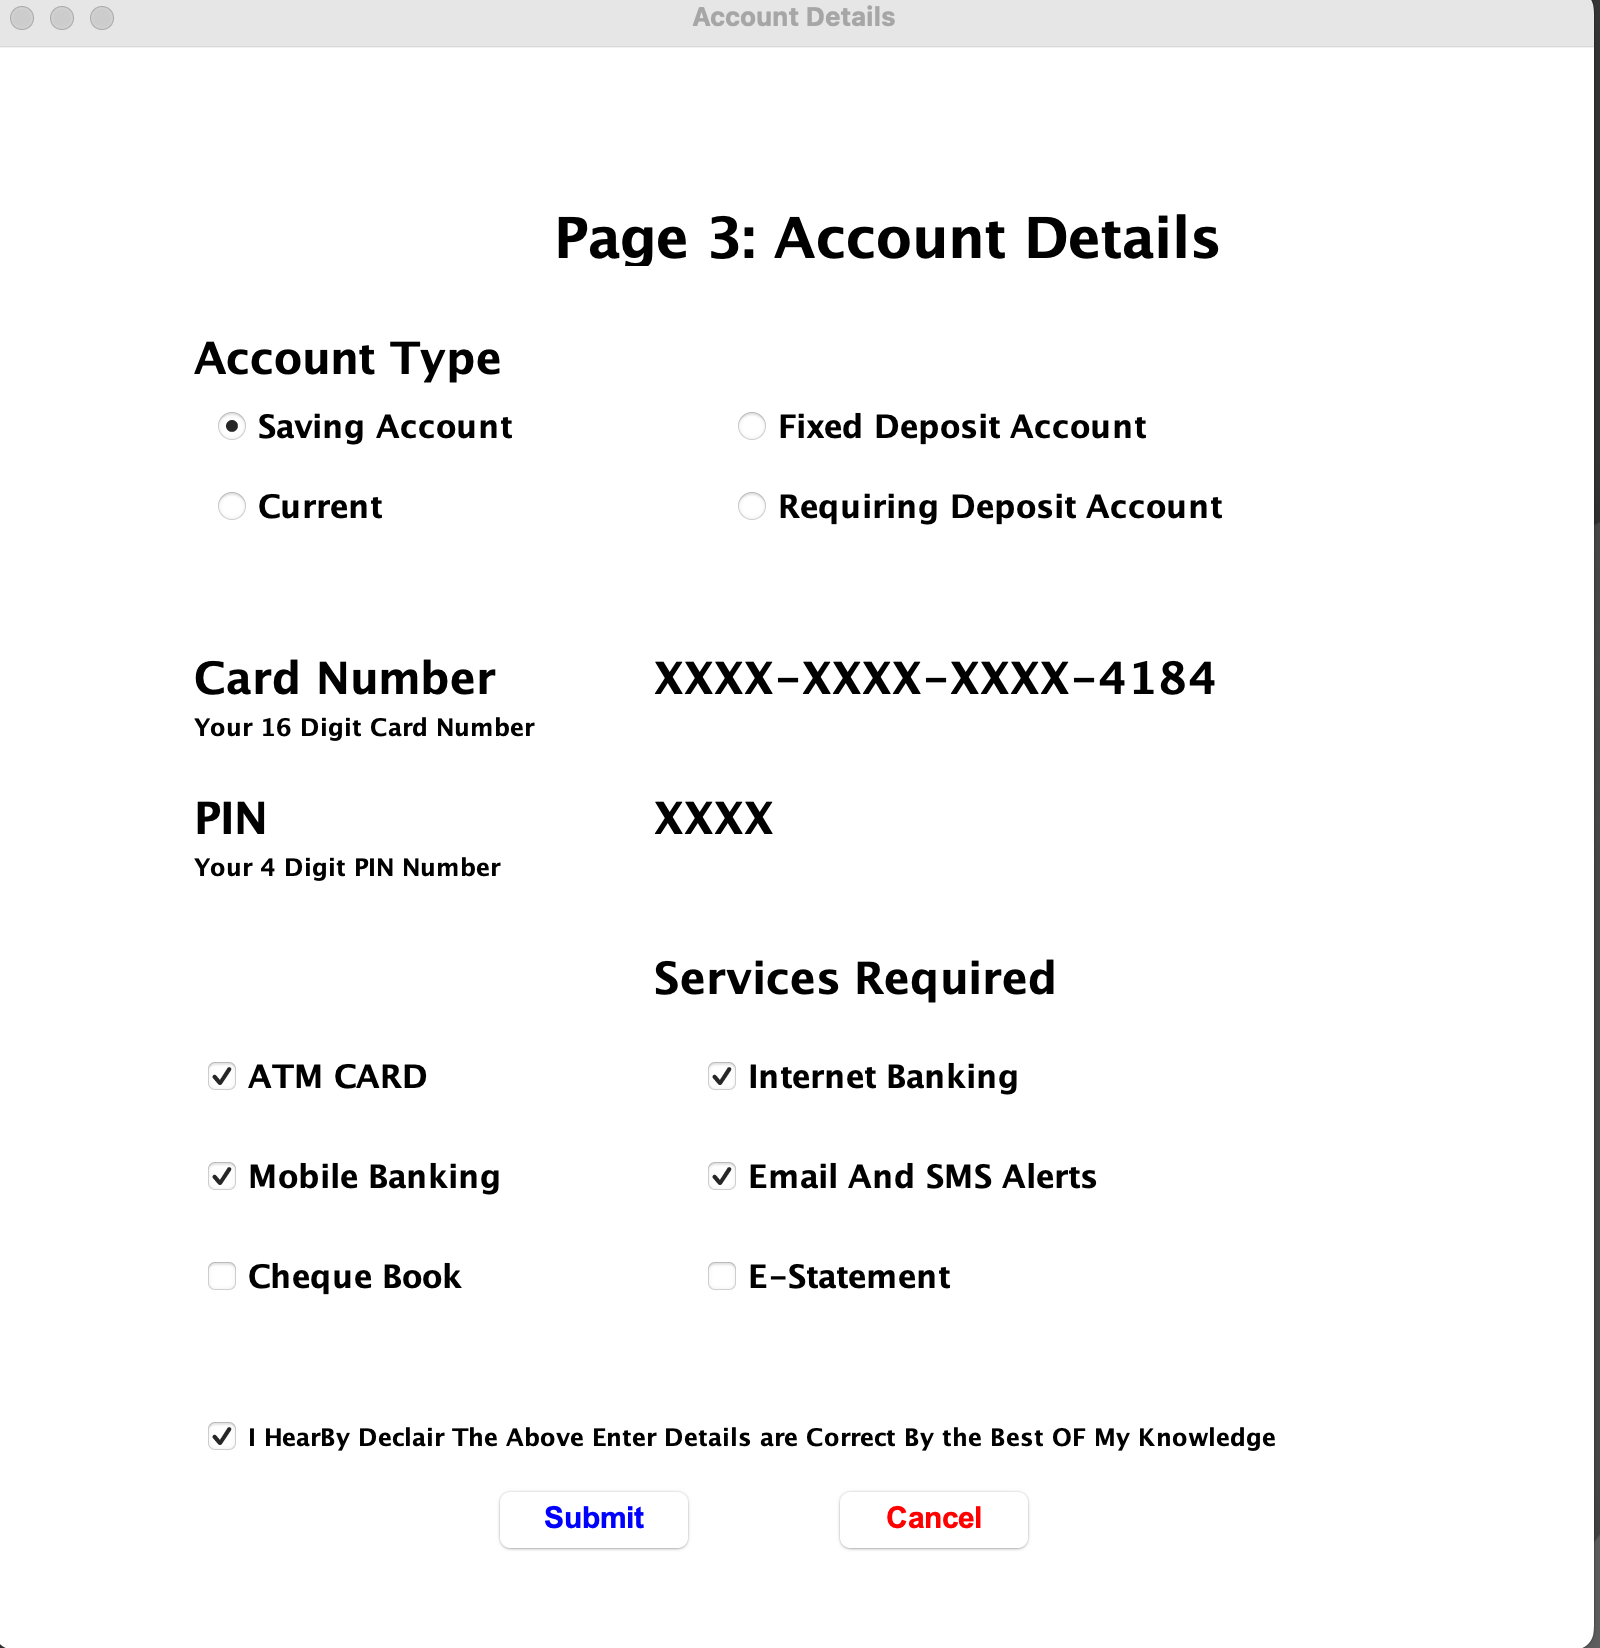 Account Details
Page 3: Account Details
Account Type
Saving Account
Fixed Deposit Account
Current
Requiring Deposit Account
Card Number
XXXX-XXXX-XXXX-4184
Your 16 Digit Card Number
PIN
XXXX
Your 4 Digit PIN Number
Services Required
ATM CARD
Internet Banking
Mobile Banking
Email And SMS Alerts
Cheque Book
E-Statement
I HearBy Declair The Above Enter Details are Correct By the Best OF My Knowledge
Submit
Cancel